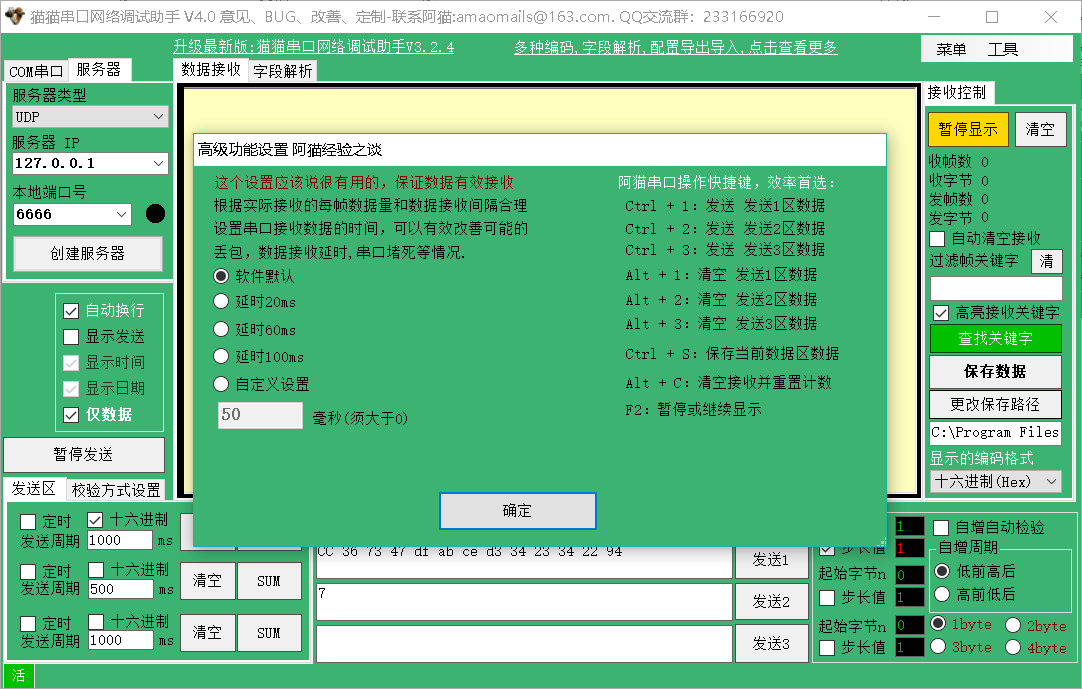 猫猫串口网络调试助手 V4.0 意见、BUG、改善、定制-联系阿猫:amaomails@163.com. QQ交流群：233166920
升级最新版:猫猫串口网络调试助手V3.2.4
多种编码,字段解析,配置导出导入,点击查看更多
菜单 工具
COM串口 服务器
数据接收 字段解析
服务器类型
UDP
服务器 IP
127.0.0.1
本地端口号
6666
创建服务器
自动换行
显示发送
显示时间
显示日期
仅数据
暂停发送
高级功能设置 阿猫经验之谈
这个设置应该说很有用的，保证数据有效接收
根据实际接收的每帧数据量和数据接收间隔合理
设置串口接收数据的时间，可以有效改善可能的
丢包，数据接收延时,串口堵死等情况.
软件默认
延时20ms
延时60ms
延时100ms
自定义设置
50 毫秒(须大于0)
阿猫串口操作快捷键，效率首选：
Ctrl + 1：发送 发送1区数据
Ctrl + 2：发送 发送2区数据
Ctrl + 3：发送 发送3区数据
Alt + 1：清空 发送1区数据
Alt + 2：清空 发送2区数据
Alt + 3：清空 发送3区数据
Ctrl + S：保存当前数据区数据
Alt + C：清空接收并重置计数
F2：暂停或继续显示
确定
接收控制
暂停显示 清空
收帧数 0
收字节 0
发帧数 0
发字节 0
自动清空接收
过滤帧关键字 清
高亮接收关键字
查找关键字
保存数据
更改保存路径
C:\Program Files
显示的编码格式
十六进制(Hex)
发送区 校验方式设置
定时 十六进制
发送周期 1000 ms
定时 十六进制
发送周期 500 ms
清空 SUM
定时 十六进制
发送周期 1000 ms
清空 SUM
CC 36 73 47 df ab ce d3 34 23 34 22 94
发送1
7
发送2
发送3
1
步长值 1
起始字节n 0
步长值 1
起始字节n 0
步长值 1
自增自动检验
自增周期
低前高后
高前低后
1byte 2byte
3byte 4byte
活